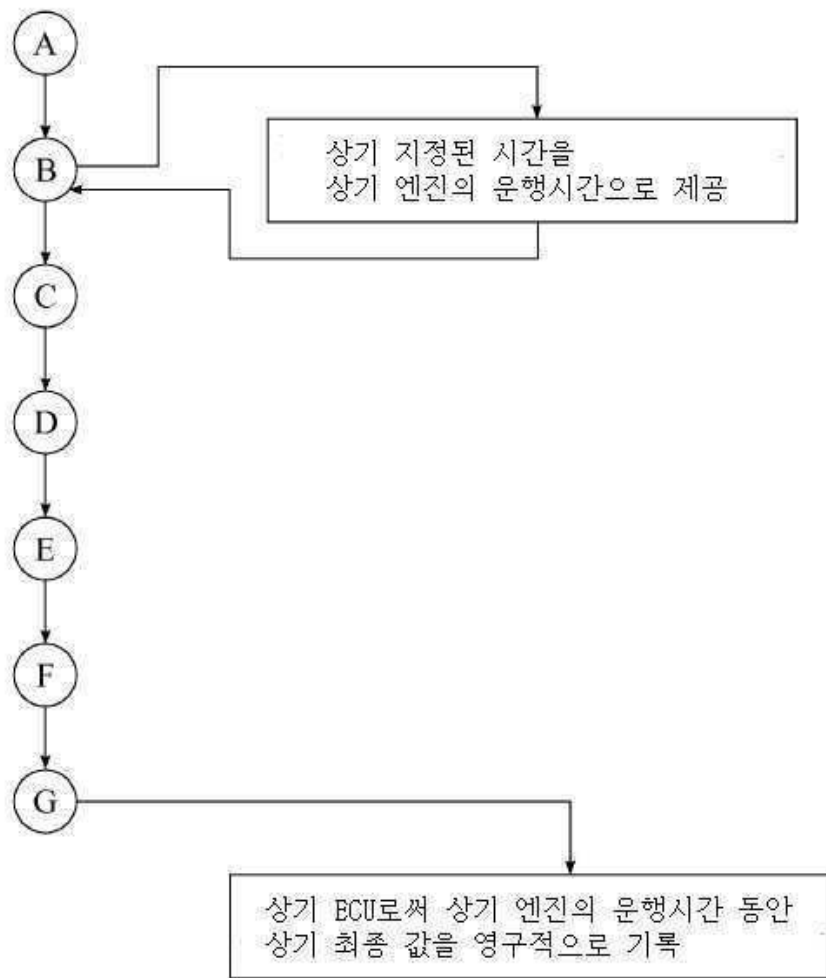 A
B
상기 지정된 시간을
상기 엔진의 운행시간으로 제공
C
D
E
F
G
상기 ECU로써 상기 엔진의 운행시간 동안
상기 최종 값을 영구적으로 기록